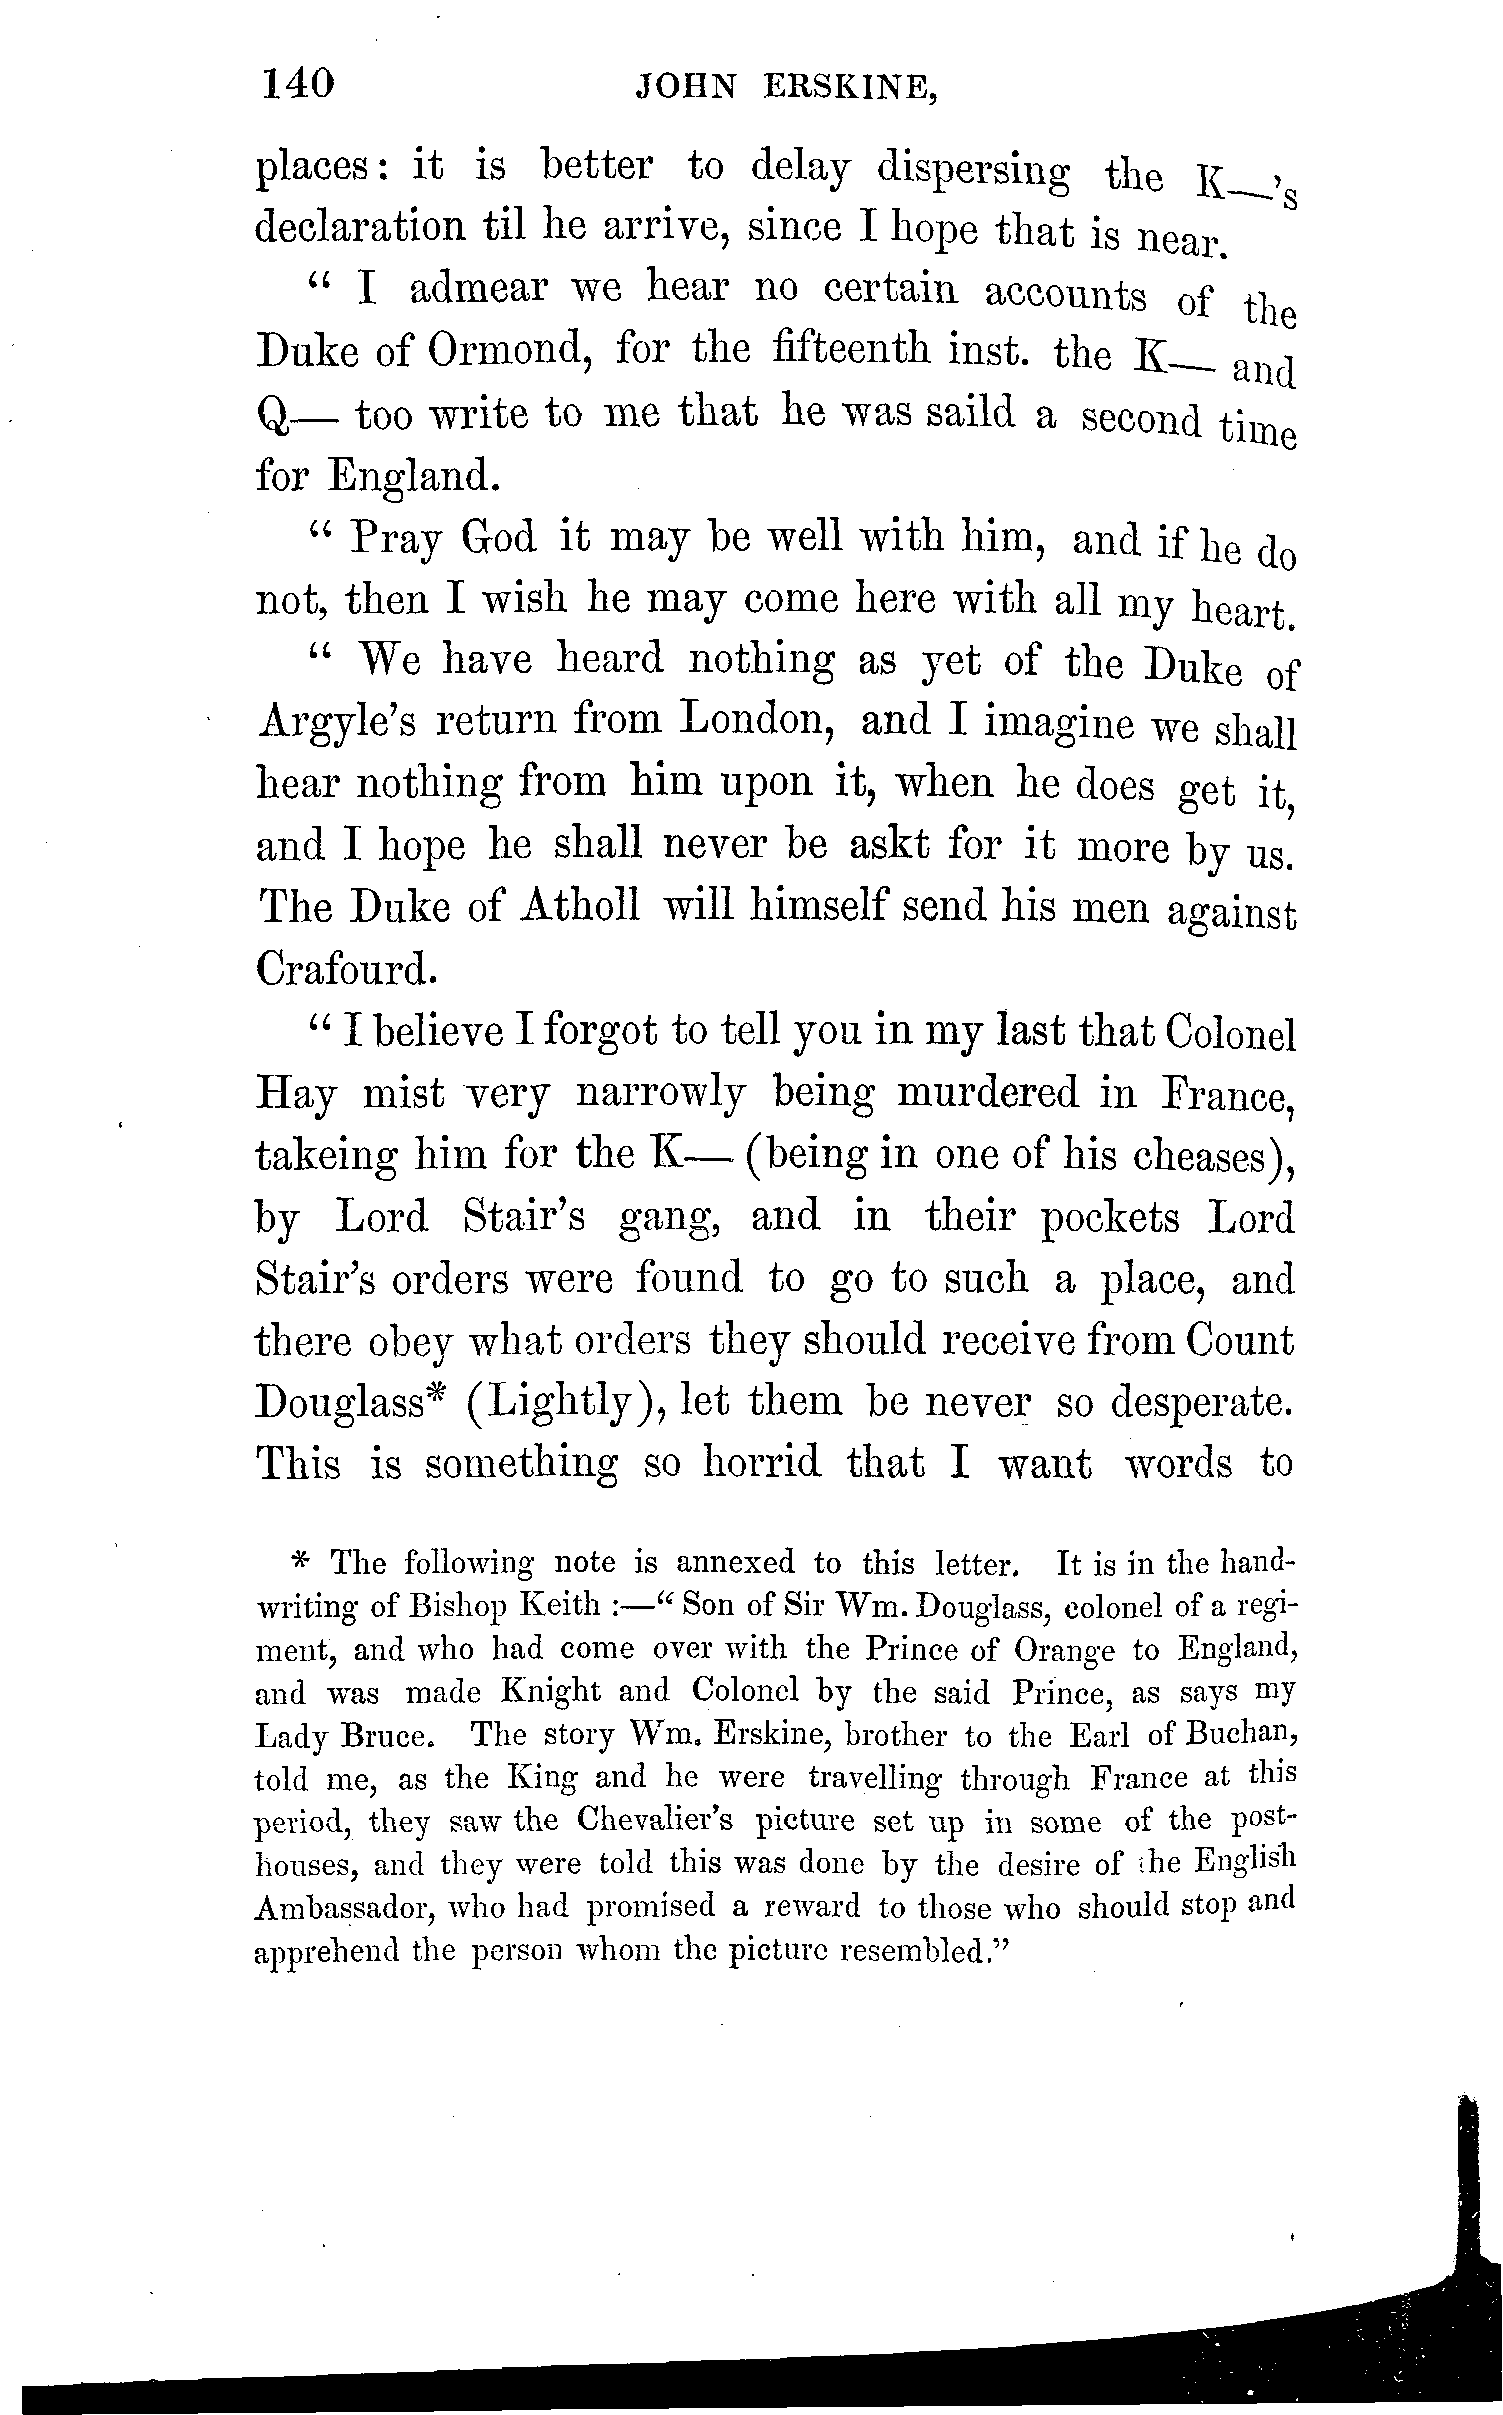 140 JOHN ERSKINE,
places: it is better to delay dispersing the K—'s
declaration til he arrive, since I hope that is near.
" I admear we hear no certain accounts of the
Duke of Ormond, for the fifteenth inst. the K— and
Q— too write to me that he was saild a second time
for England.
" Pray God it may be well with him, and if he do
not, then I wish he may come here with all my heart.
" We have heard nothing as yet of the Duke of
Argyle's return from London, and I imagine we shall
hear nothing from him upon it, when he does get it,
and I hope he shall never be askt for it more by us.
The Duke of Atholl will himself send his men against
Crafourd.
" I believe I forgot to tell you in my last that Colonel
Hay mist very narrowly being murdered in France,
takeing him for the K— (being in one of his cheases),
by Lord Stair's gang, and in their pockets Lord
Stair's orders were found to go to such a place, and
there obey what orders they should receive from Count
Douglass* (Lightly), let them be never so desperate.
This is something so horrid that I want words to
* The following note is annexed to this letter. It is in the hand-
writing of Bishop Keith :—" Son of Sir Wm. Douglass, colonel of a regi-
ment, and who had come over with the Prince of Orange to England,
and was made Knight and Colonel by the said Prince, as says my
Lady Bruce. The story Wm. Erskine, brother to the Earl of Buchan,
told me, as the King and he were travelling through France at this
period, they saw the Chevalier's picture set up in some of the post-
houses, and they were told this was done by the desire of the English
Ambassador, who had promised a reward to those who should stop and
apprehend the person whom the picture resembled."